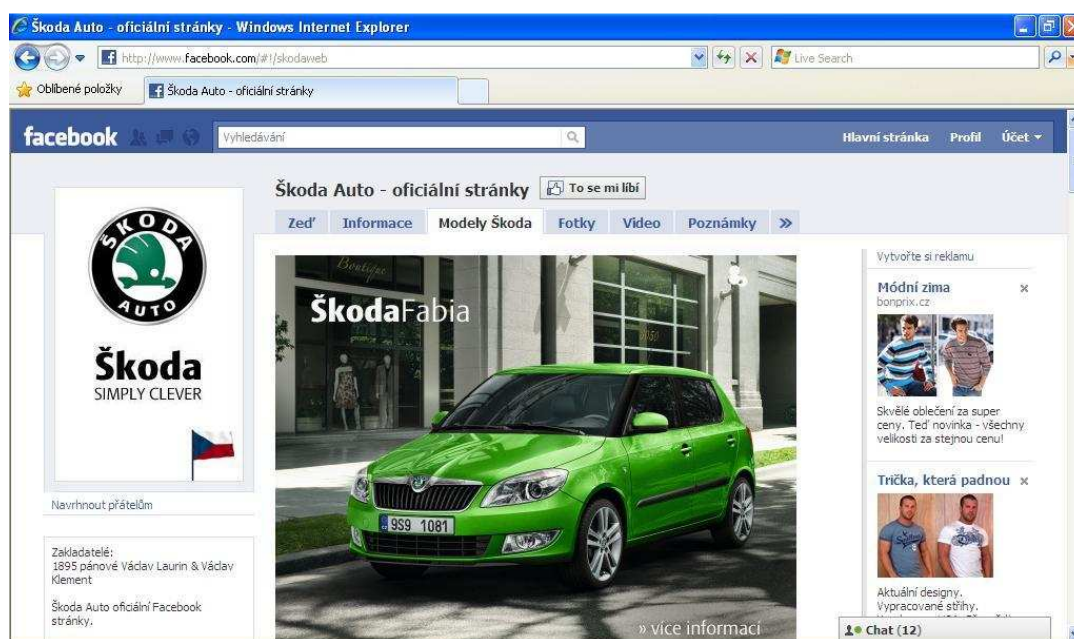 Škoda Auto - oficiální stránky - Windows Internet Explorer
http://www.facebook.com/#!/skodaweb
Live Search
Oblíbené položky
Škoda Auto - oficiální stránky
facebook
Vyhledávání
Hlavní stránka Profil Účet
Škoda Auto - oficiální stránky
To se mi líbí
Zeď Informace Modely Škoda Fotky Video Poznámky »
ŠKODA
AUTO
Škoda
SIMPLY CLEVER
Navrhnout přátelům
Zakladatelé:
1895 pánové Václav Laurin & Václav
Klement
Škoda Auto oficiální Facebook
stránky.
Boutique
ŠkodaFabia
9S9 1081
» více informací
Vytvořte si reklamu
Módní zima
bonprix.cz
Skvělé oblečení za super
ceny. Teď novinka - všechny
velikosti za stejnou cenu!
Trička, která padnou
Aktuální designy.
Vypracované střihy.
Chat (12)